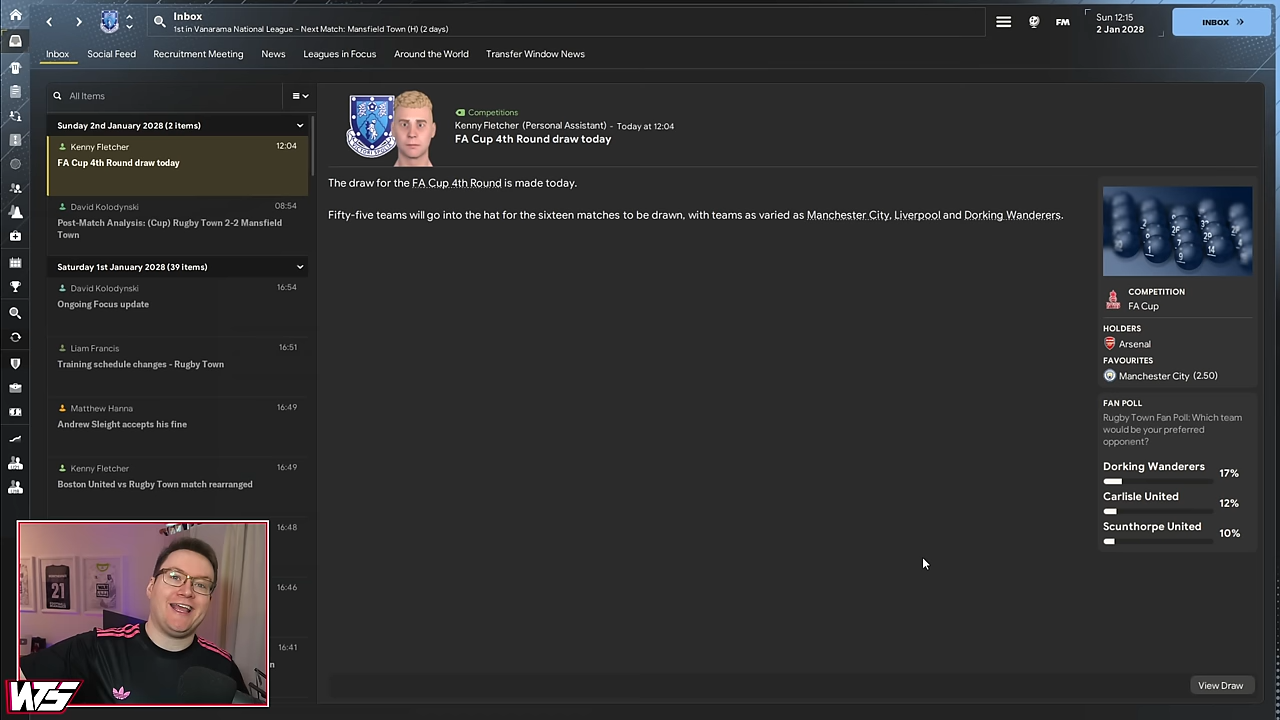 Inbox
1st in Vanarama National League - Next Match: Mansfield Town (H) (2 days)
FM
Sun 12:15
2 Jan 2028
INBOX
Inbox
Social Feed
Recruitment Meeting
News
Leagues in Focus
Around the World
Transfer Window News
All Items
Sunday 2nd January 2028 (2 items)
Kenny Fletcher 12:04
FA Cup 4th Round draw today
David Kolodynski 08:54
Post-Match Analysis: (Cup) Rugby Town 2-2 Mansfield
Town
Saturday 1st January 2028 (39 items)
David Kolodynski 16:54
Ongoing Focus update
Liam Francis 16:51
Training schedule changes - Rugby Town
Matthew Hanna 16:49
Andrew Sleight accepts his fine
Kenny Fletcher 16:49
Boston United vs Rugby Town match rearranged
16:48
16:46
16:41
21
WTS
Competitions
Kenny Fletcher (Personal Assistant) - Today at 12:04
FA Cup 4th Round draw today
The draw for the FA Cup 4th Round is made today.
Fifty-five teams will go into the hat for the sixteen matches to be drawn, with teams as varied as Manchester City, Liverpool and Dorking Wanderers.
COMPETITION
FA Cup
HOLDERS
Arsenal
FAVOURITES
Manchester City (2.50)
FAN POLL
Rugby Town Fan Poll: Which team
would be your preferred
opponent?
Dorking Wanderers 17%
Carlisle United 12%
Scunthorpe United 10%
View Draw